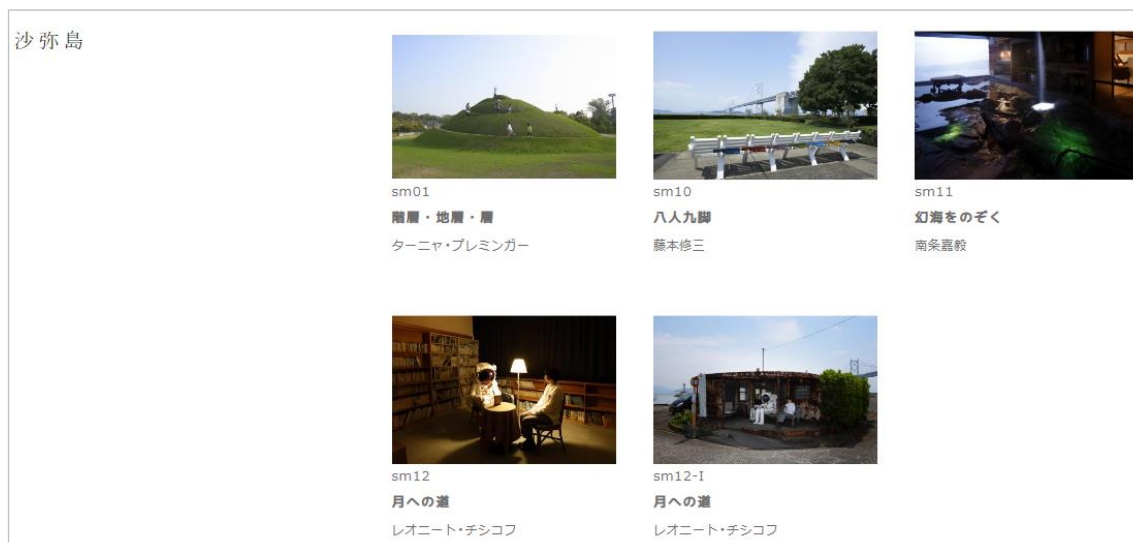 沙弥島
sm01
階層・地層・層
ターニャ・プレミンガー
sm10
八人九脚
藤本修三
sm11
幻海をのぞく
南条嘉毅
sm12
月への道
レオニート・チシコフ
sm12-I
月への道
レオニート・チシコフ